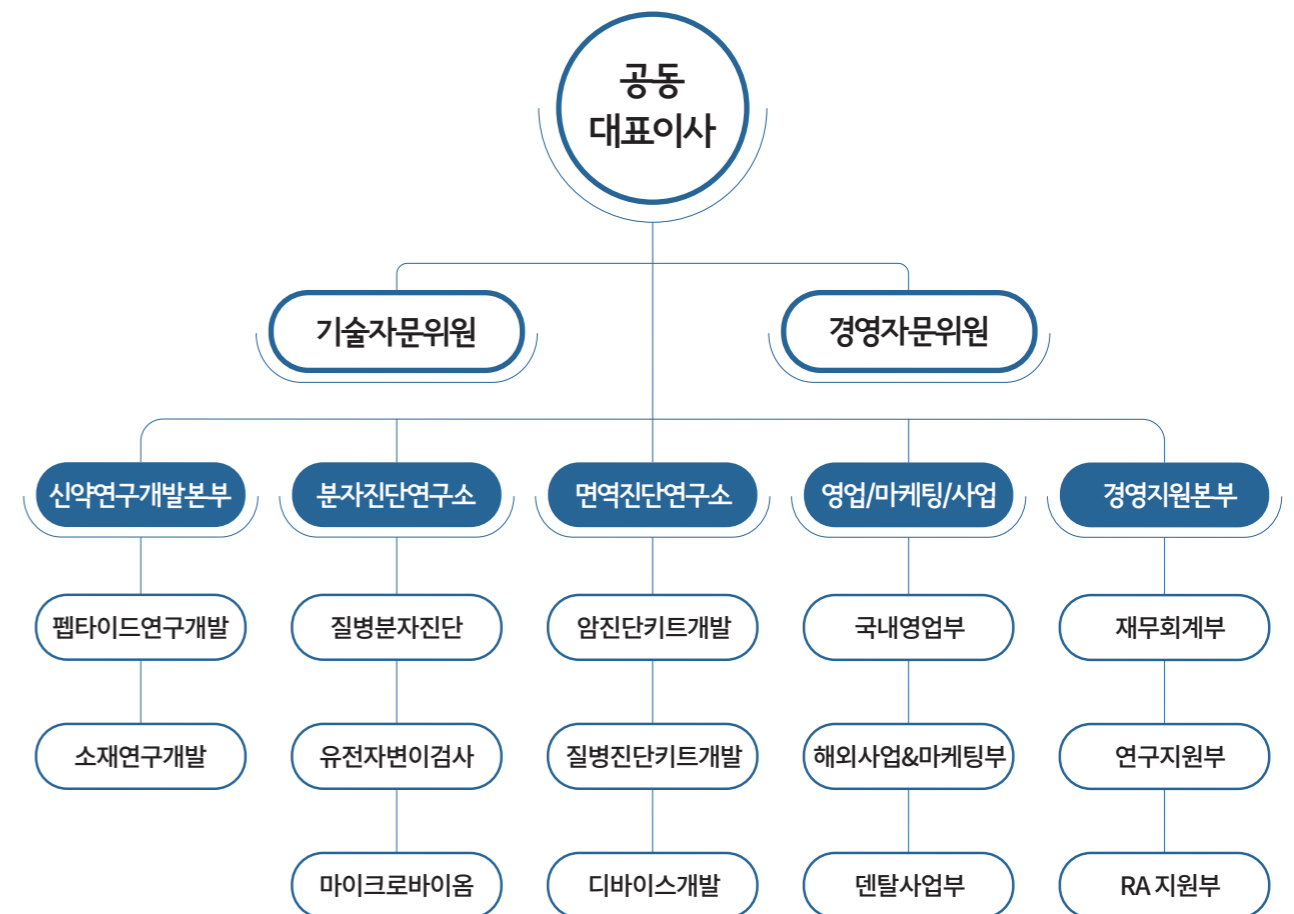 공동
대표이사
기술자문위원
경영자문위원
신약연구개발본부
분자진단연구소
면역진단연구소
영업/마케팅/사업
경영지원본부
펩타이드연구개발
질병분자진단
암진단키트개발
국내영업부
재무회계부
소재연구개발
유전자변이검사
질병진단키트개발
해외사업&마케팅부
연구지원부
마이크로바이옴
디바이스개발
덴탈사업부
RA 지원부